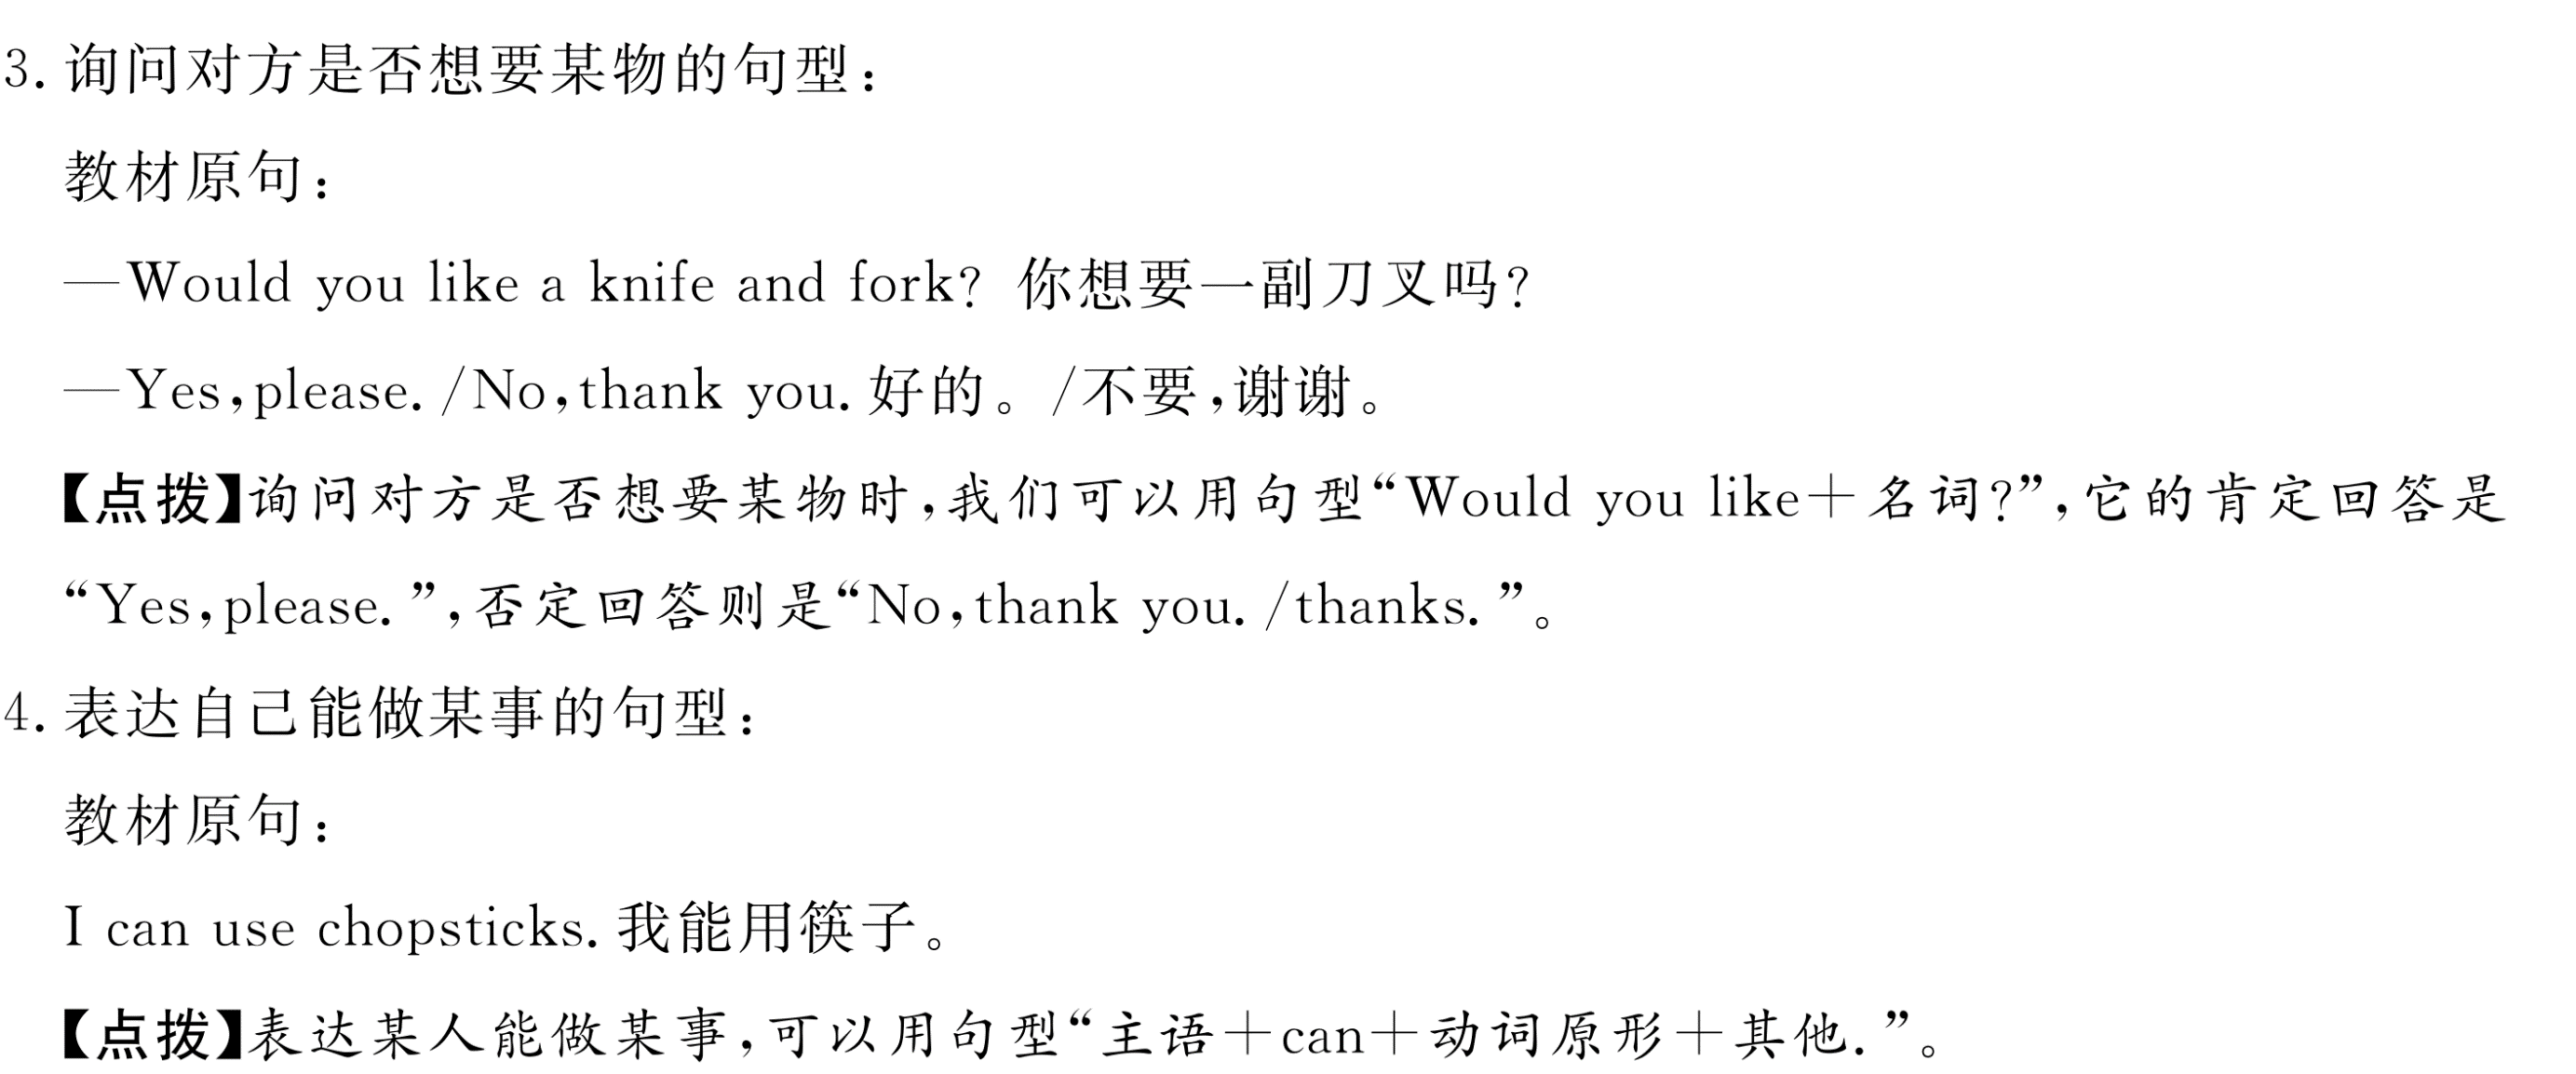 3. 询问对方是否想要某物的句型：
教材原句：
—Would you like a knife and fork? 你想要一副刀叉吗？
—Yes,please. /No,thank you. 好的。/不要,谢谢。
【点拨】询问对方是否想要某物时,我们可以用句型“Would you like＋名词?”,它的肯定回答是
“Yes,please. ”,否定回答则是“No,thank you. /thanks. ”。
4. 表达自己能做某事的句型：
教材原句：
I can use chopsticks. 我能用筷子。
【点拨】表达某人能做某事,可以用句型“主语＋can＋动词原形＋其他. ”。